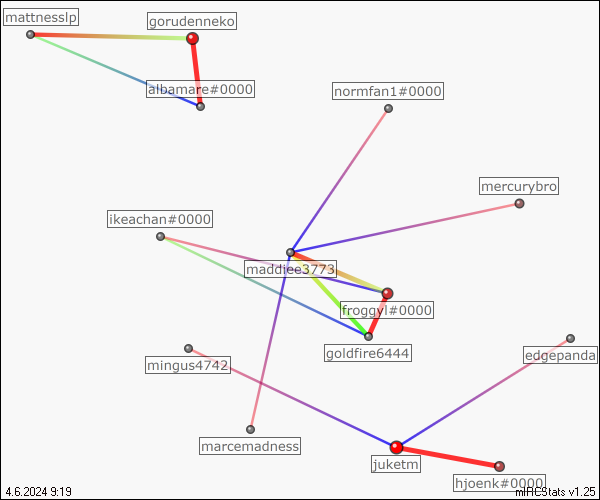 mattnesslp
gorudenneko
albamare#0000
normfan1#0000
mercurybro
ikeachan#0000
maddiee3773
froggyl#0000
goldfire6444
edgepanda
mingus4742
marcemadness
juketm
hjoenk#0000
4.6.2024 9:19
mIRCStats v1.25